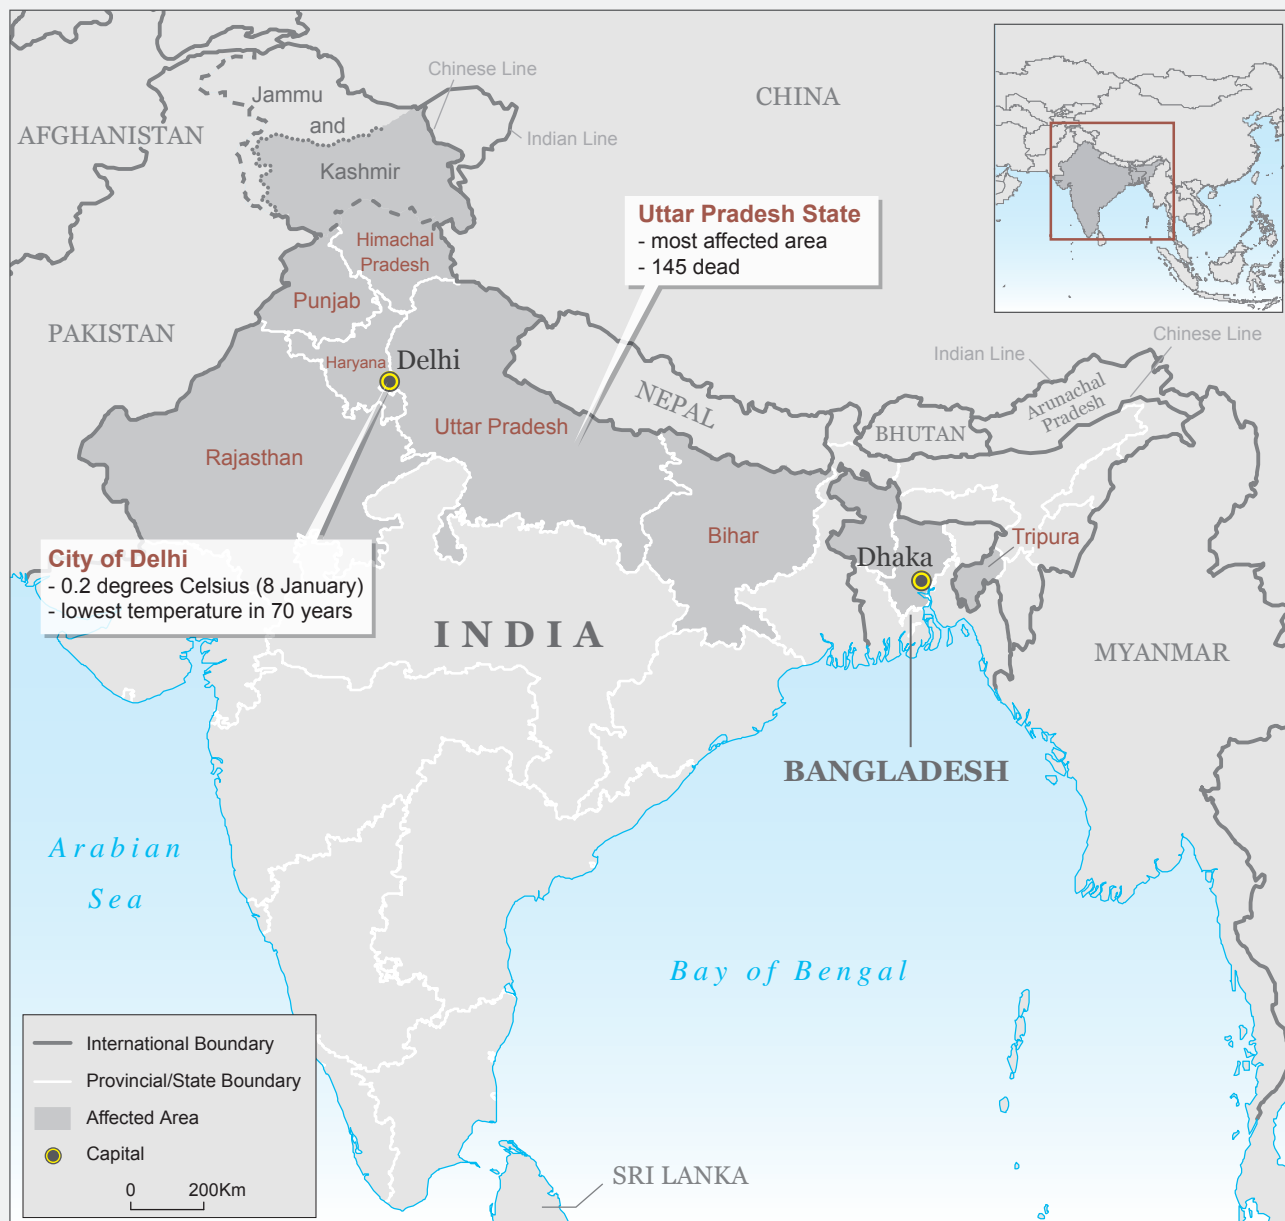 Chinese Line
Jammu
and
Kashmir
Indian Line
AFGHANISTAN
CHINA
Uttar Pradesh State
- most affected area
- 145 dead
Himachal
Pradesh
Punjab
PAKISTAN
Haryana
Delhi
Chinese Line
Indian Line
Arunachal
Pradesh
NEPAL
BHUTAN
Uttar Pradesh
Rajasthan
Bihar
Tripura
Dhaka
City of Delhi
- 0.2 degrees Celsius (8 January)
- lowest temperature in 70 years
INDIA
MYANMAR
BANGLADESH
Arabian
Sea
Bay of Bengal
International Boundary
Provincial/State Boundary
Affected Area
Capital
0 200Km
SRI LANKA